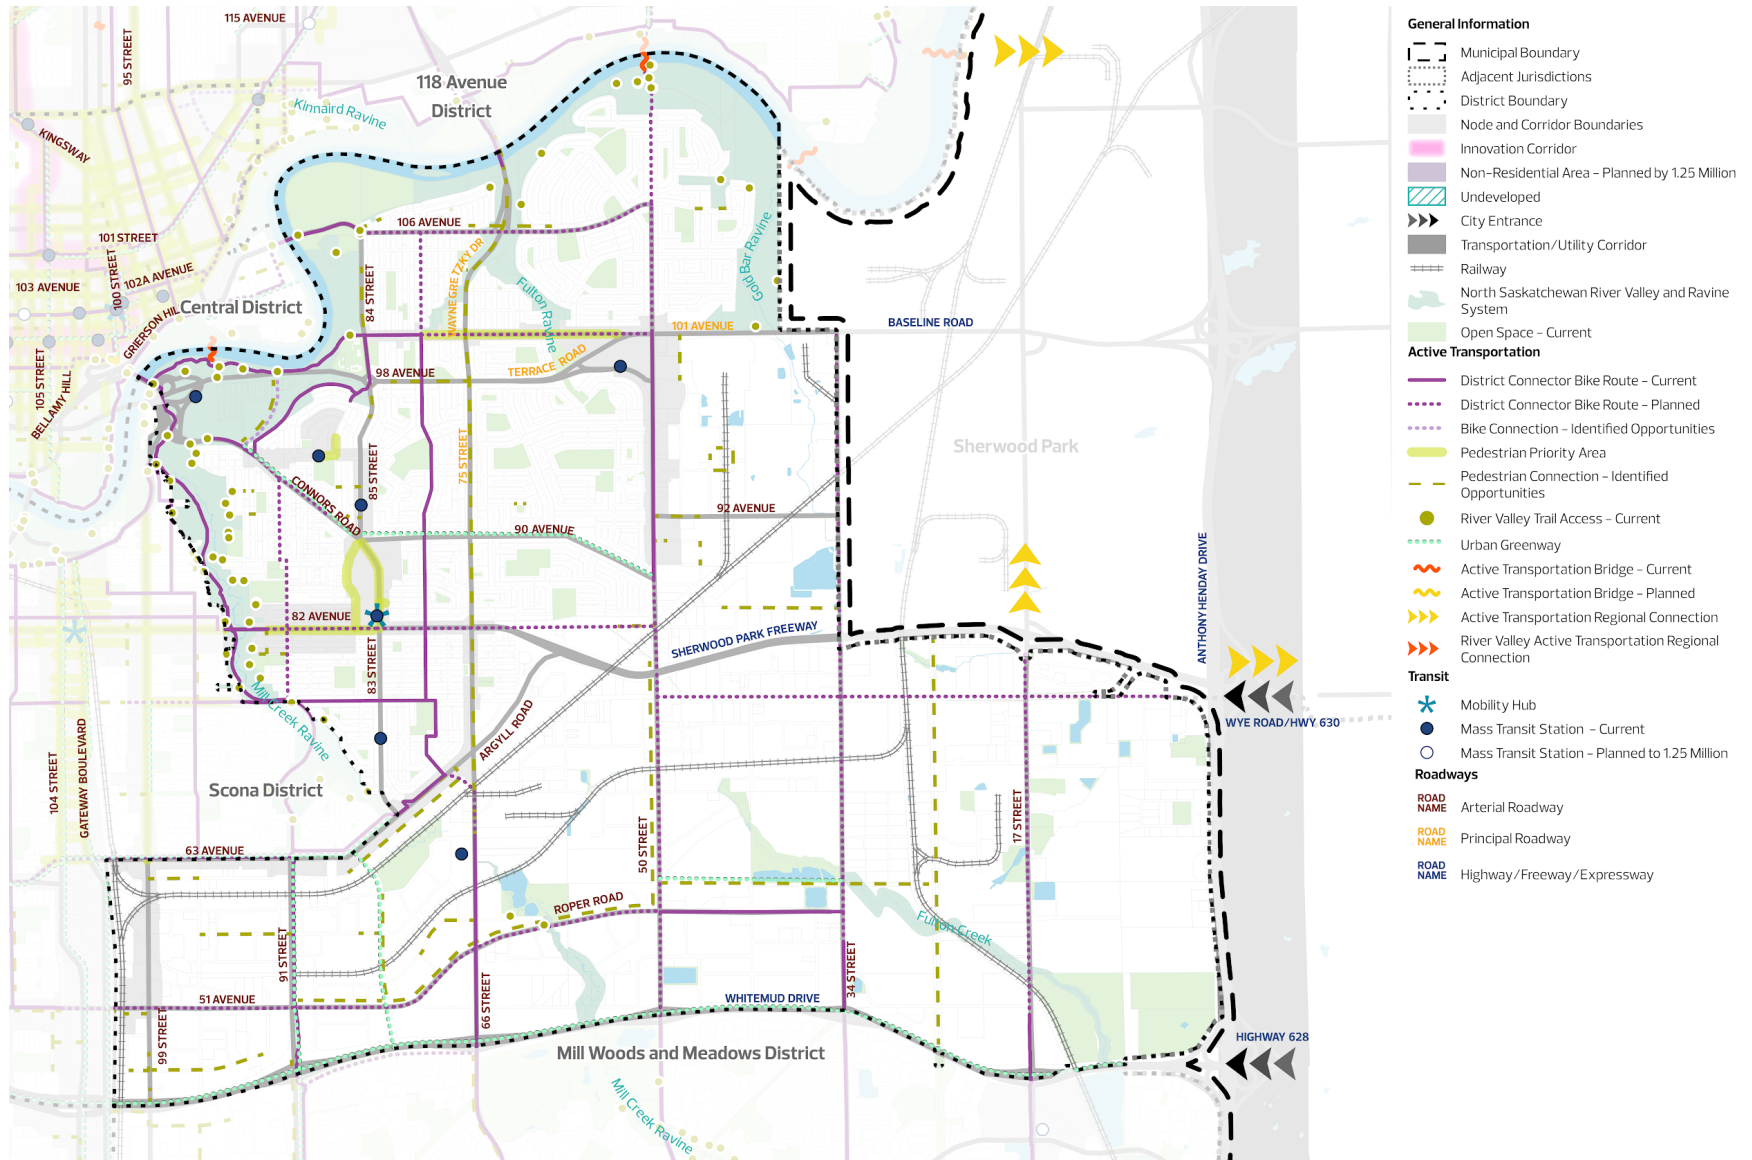 115 AVENUE
95 STREET
118 Avenue
District
Kinnaird Ravine
KINGSWAY
106 AVENUE
101 STREET
102A AVENUE
100 STREET
103 AVENUE
GRIERSON HIL
Central District
84 STREET
WAYNE GRETZKY DR
Fulton Ravine
Gold Bar Ravine
101 AVENUE
BASELINE ROAD
TERRACE ROAD
98 AVENUE
105 STREET
BELLAMY HILL
85 STREET
75 STREET
Sherwood Park
CONNORS ROAD
90 AVENUE
92 AVENUE
ANTHONY HENDAY DRIVE
82 AVENUE
SHERWOOD PARK FREEWAY
83 STREET
Mill Creek Ravine
ARGYLL ROAD
WYE ROAD/HWY 630
104 STREET
GATEWAY BOULEVARD
Scona District
63 AVENUE
50 STREET
17 STREET
ROPER ROAD
Fulton Creek
91 STREET
34 STREET
51 AVENUE
66 STREET
WHITEMUD DRIVE
99 STREET
HIGHWAY 628
Mill Woods and Meadows District
Mill Creek Ravine
General Information
Municipal Boundary
Adjacent Jurisdictions
District Boundary
Node and Corridor Boundaries
Innovation Corridor
Non-Residential Area - Planned by 1.25 Million
Undeveloped
City Entrance
Transportation/Utility Corridor
Railway
North Saskatchewan River Valley and Ravine
System
Open Space - Current
Active Transportation
District Connector Bike Route - Current
District Connector Bike Route - Planned
Bike Connection - Identified Opportunities
Pedestrian Priority Area
Pedestrian Connection - Identified
Opportunities
River Valley Trail Access - Current
Urban Greenway
Active Transportation Bridge - Current
Active Transportation Bridge - Planned
Active Transportation Regional Connection
River Valley Active Transportation Regional
Connection
Transit
Mobility Hub
Mass Transit Station - Current
Mass Transit Station - Planned to 1.25 Million
Roadways
ROAD
NAME Arterial Roadway
ROAD
NAME Principal Roadway
ROAD
NAME Highway/Freeway/Expressway